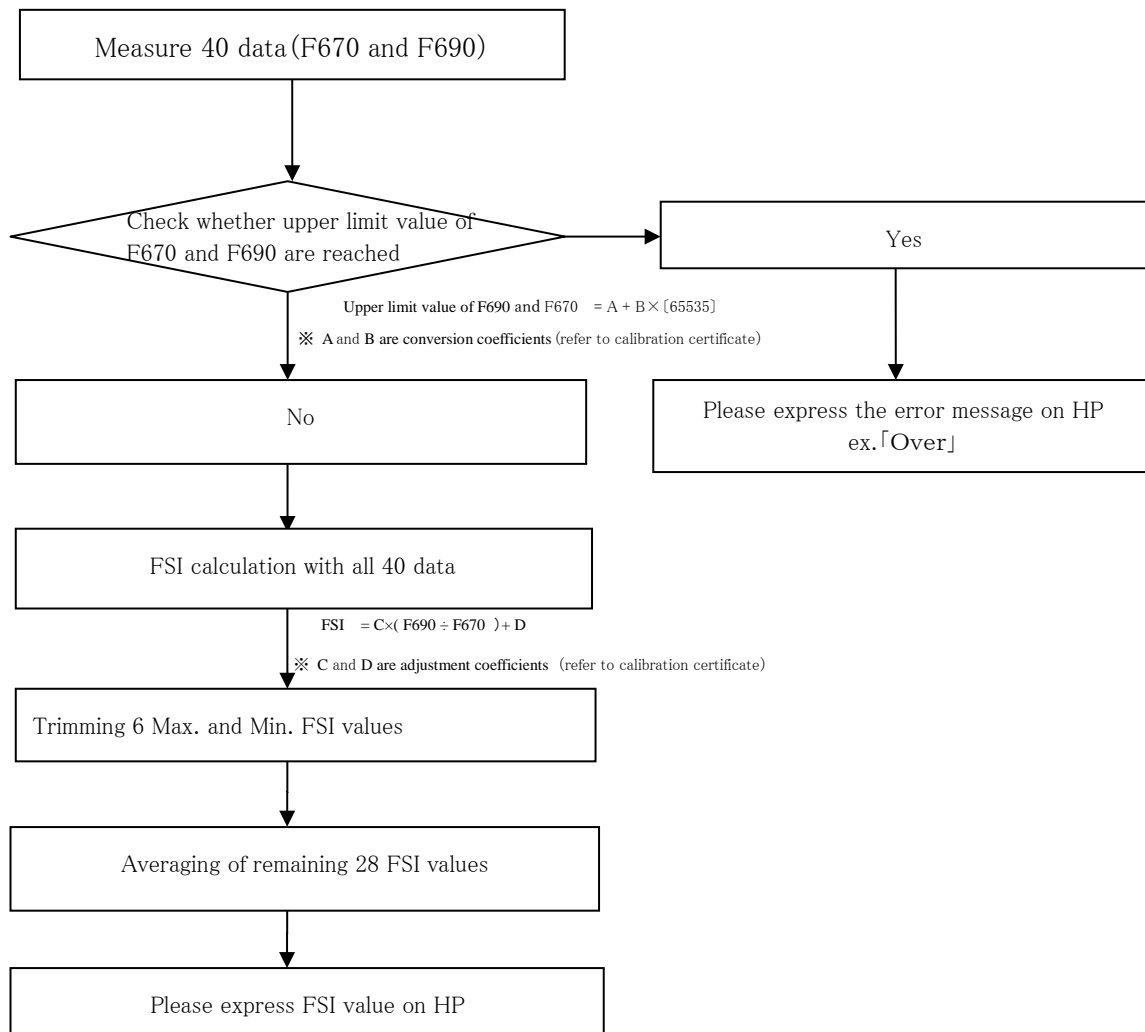 Measure 40 data(F670 and F690)
Check whether upper limit value of
F670 and F690 are reached
Yes
Upper limit value of F690 and F670 = A + B×[65535]
※ A and B are conversion coefficients (refer to calibration certificate)
No
Please express the error message on HP
ex.「Over」
FSI calculation with all 40 data
FSI = C×( F690 ÷ F670 )+ D
※ C and D are adjustment coefficients (refer to calibration certificate)
Trimming 6 Max. and Min. FSI values
Averaging of remaining 28 FSI values
Please express FSI value on HP